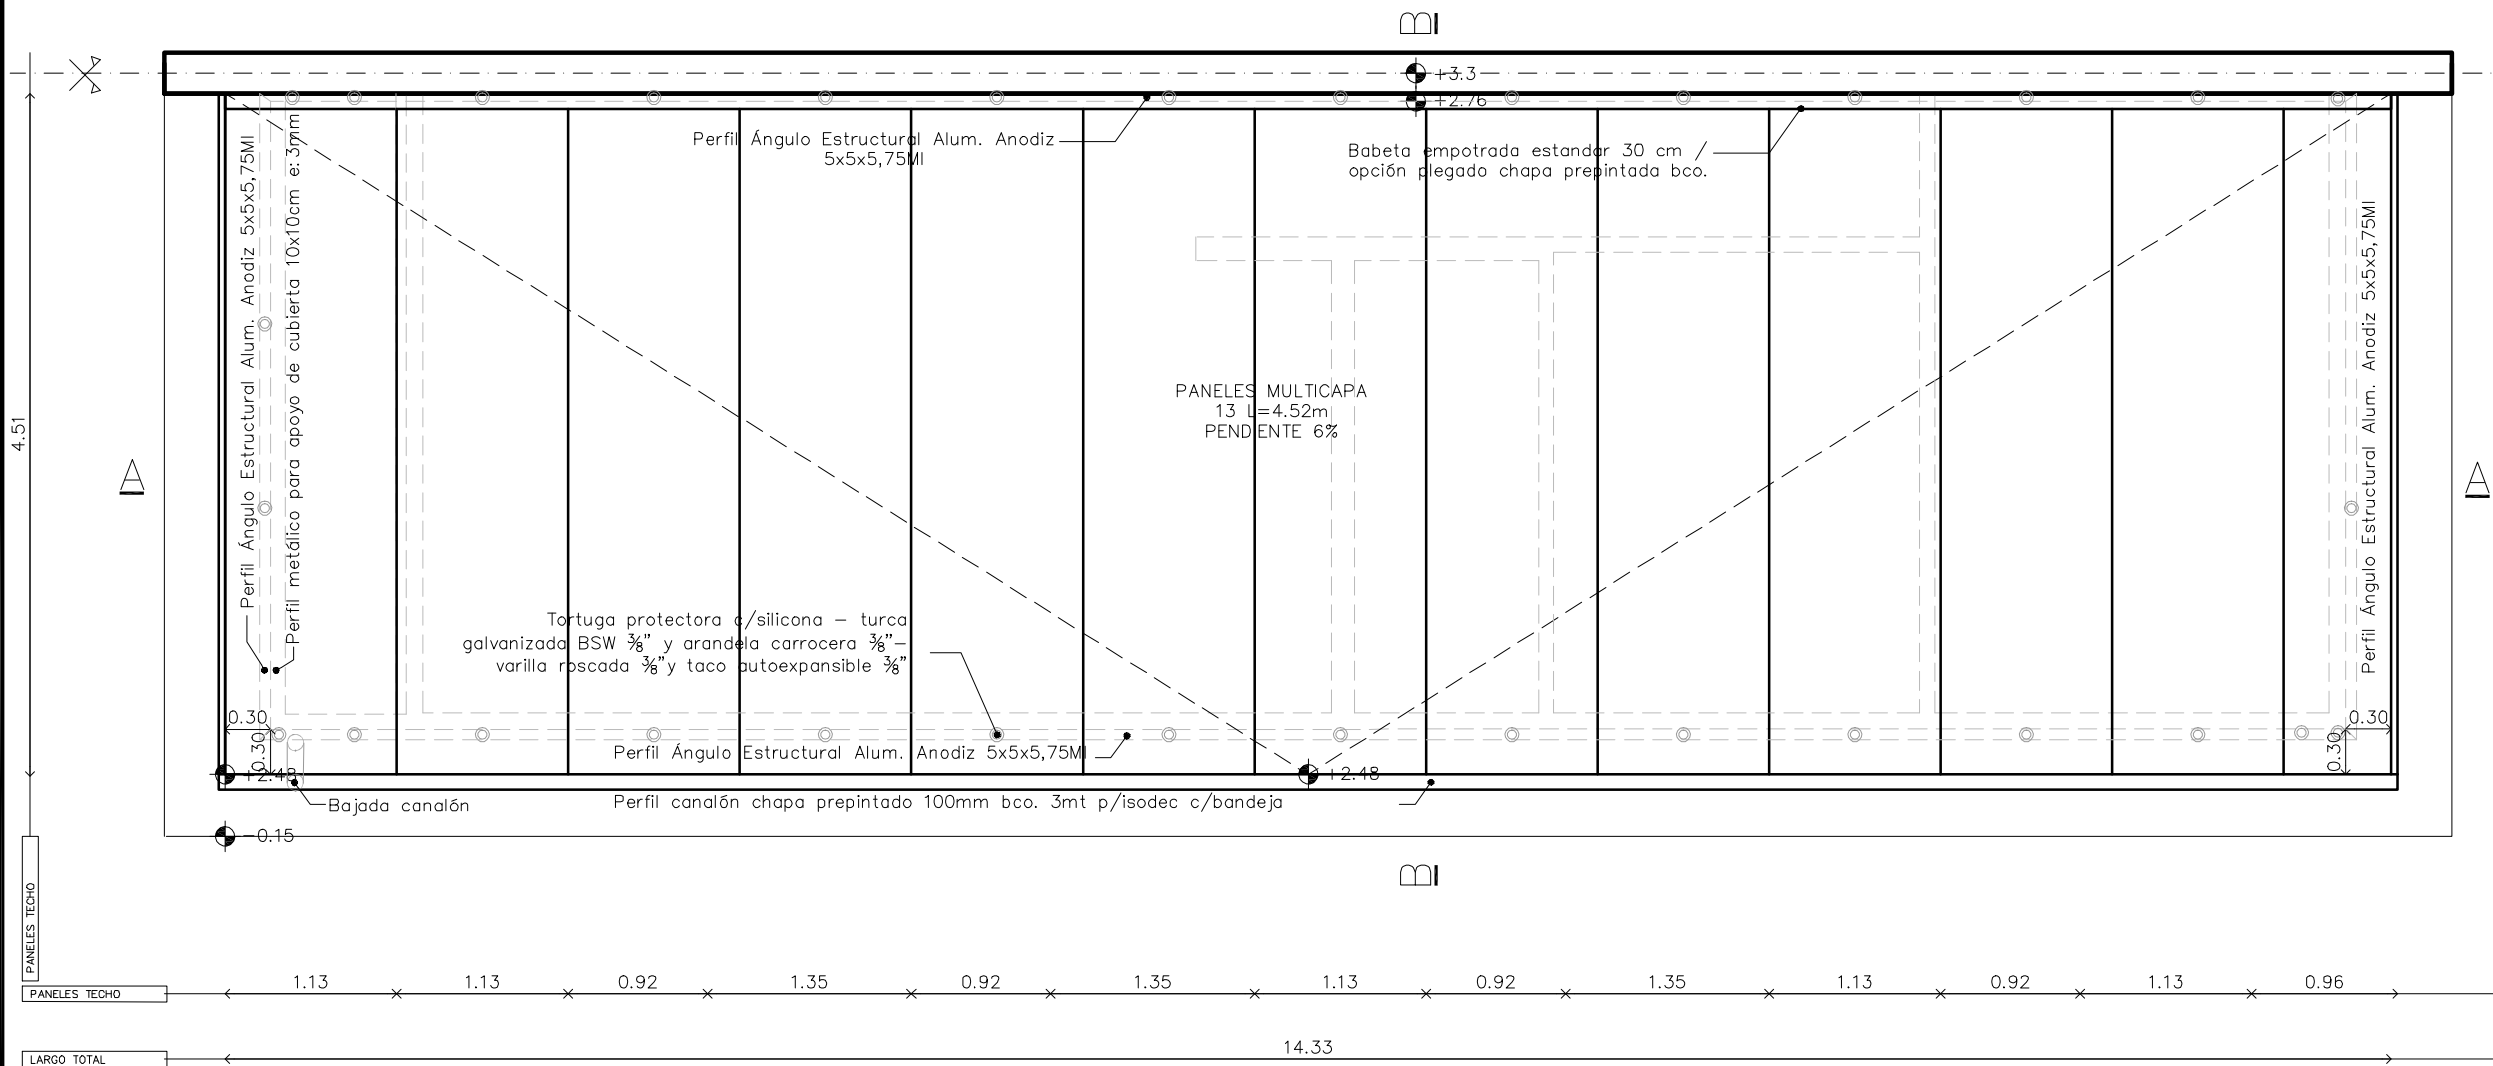 B
+3.3
+2.76
Perfil Ángulo Estructural Alum. Anodiz
5x5x5,75Ml
Babeta empotrada estandar 30 cm /
opción plegado chapa prepintada bco.
Perfil Ángulo Estructural Alum. Anodiz 5x5x5,75Ml
Perfil metálico para apoyo de cubierta 10x10cm e:3mm
Perfil Ángulo Estructural Alum. Anodiz 5x5x5,75Ml
4.51
A
A
PANELES MULTICAPA
13 L=4.52m
PENDIENTE 6%
Tortuga protectora c/silicona – turca
galvanizada BSW ⅜" y arandela carrocera ⅜"–
varilla roscada ⅜"y taco autoexpansible ⅜"
0.30
0.30
0.30
0.30
Perfil Ángulo Estructural Alum. Anodiz 5x5x5,75Ml
+2.48
+2.48
Bajada canalón
Perfil canalón chapa prepintado 100mm bco. 3mt p/isodec c/bandeja
-0.15
B
PANELES TECHO
PANELES TECHO
1.13 1.13 0.92 1.35 0.92 1.35 1.13 0.92 1.35 1.13 0.92 1.13 0.96
14.33
LARGO TOTAL